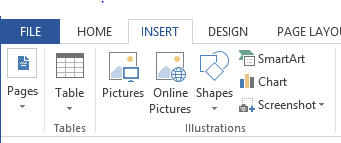 FILE HOME INSERT DESIGN PAGE LAYOU
Pages Table Pictures Online Pictures Shapes SmartArt
Chart
Screenshot
Tables Illustrations